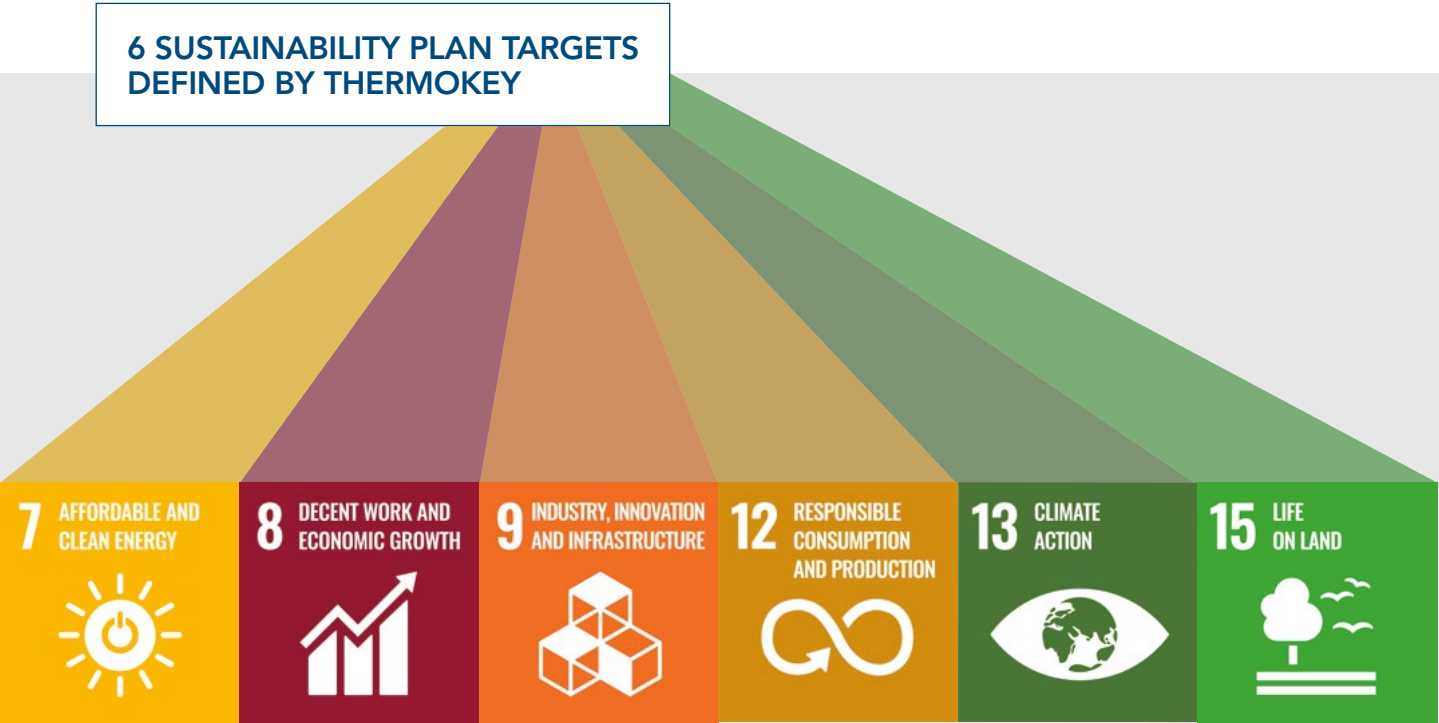 6 SUSTAINABILITY PLAN TARGETS
DEFINED BY THERMOKEY
7 AFFORDABLE AND
CLEAN ENERGY
8 DECENT WORK AND
ECONOMIC GROWTH
9 INDUSTRY, INNOVATION
AND INFRASTRUCTURE
12 RESPONSIBLE
CONSUMPTION
AND PRODUCTION
13 CLIMATE
ACTION
15 LIFE
ON LAND